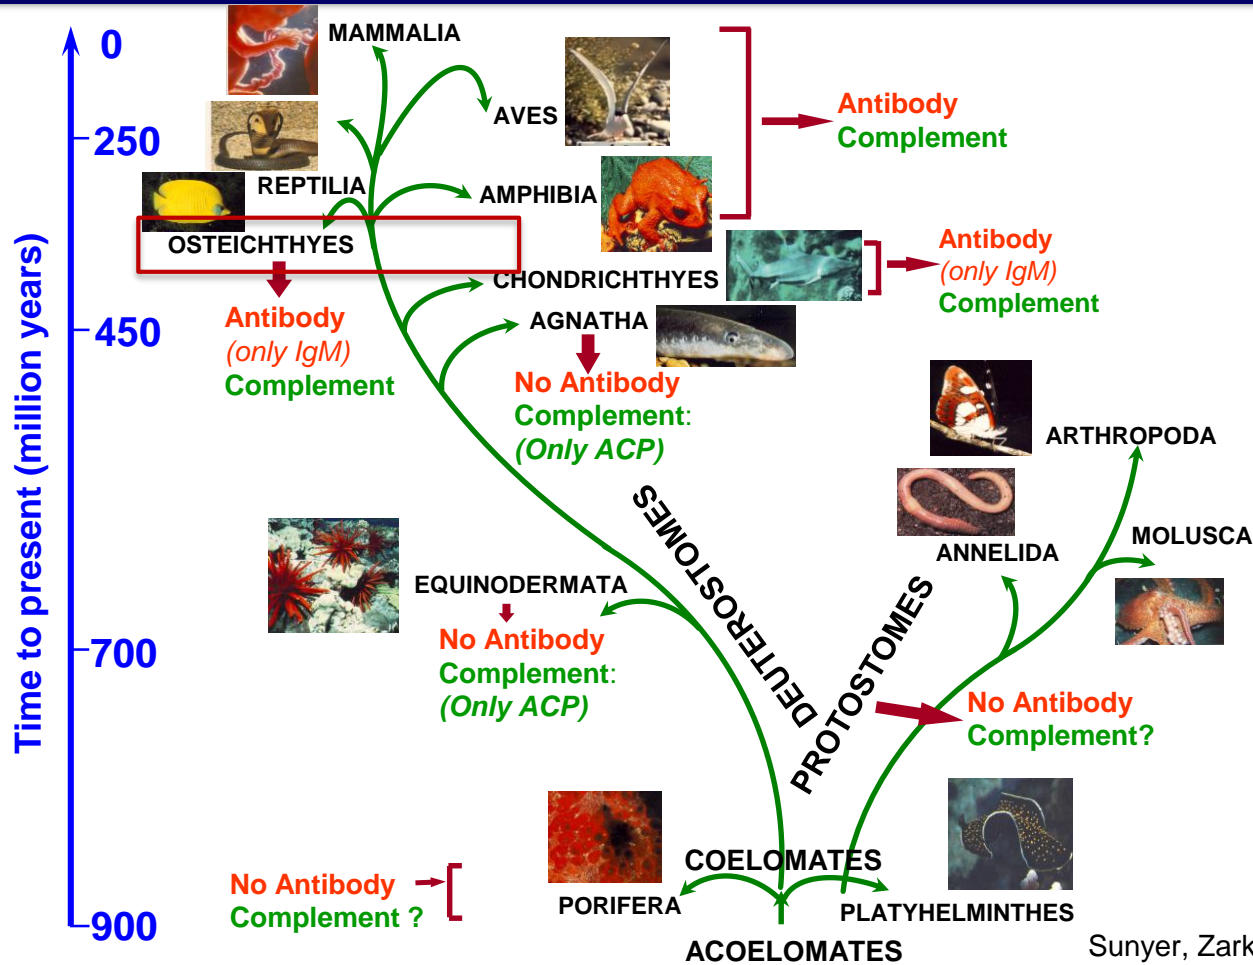 MAMMALIA
0
AVES
Antibody
Complement
250
REPTILIA
AMPHIBIA
OSTEICHTHYES
Antibody
(only IgM)
Complement
CHONDRICHTHYES
Antibody
(only IgM)
Complement
450
AGNATHA
No Antibody
Complement:
(Only ACP)
ARTHROPODA
MOLUSCA
ANNELIDA
DEUTEROSTOMES
PROTOSTOMES
EQUINODERMATA
No Antibody
Complement:
(Only ACP)
700
No Antibody
Complement?
Time to present (million years)
COELOMATES
No Antibody
Complement ?
PORIFERA
PLATYHELMINTHES
900
ACOELOMATES
Sunyer, Zark